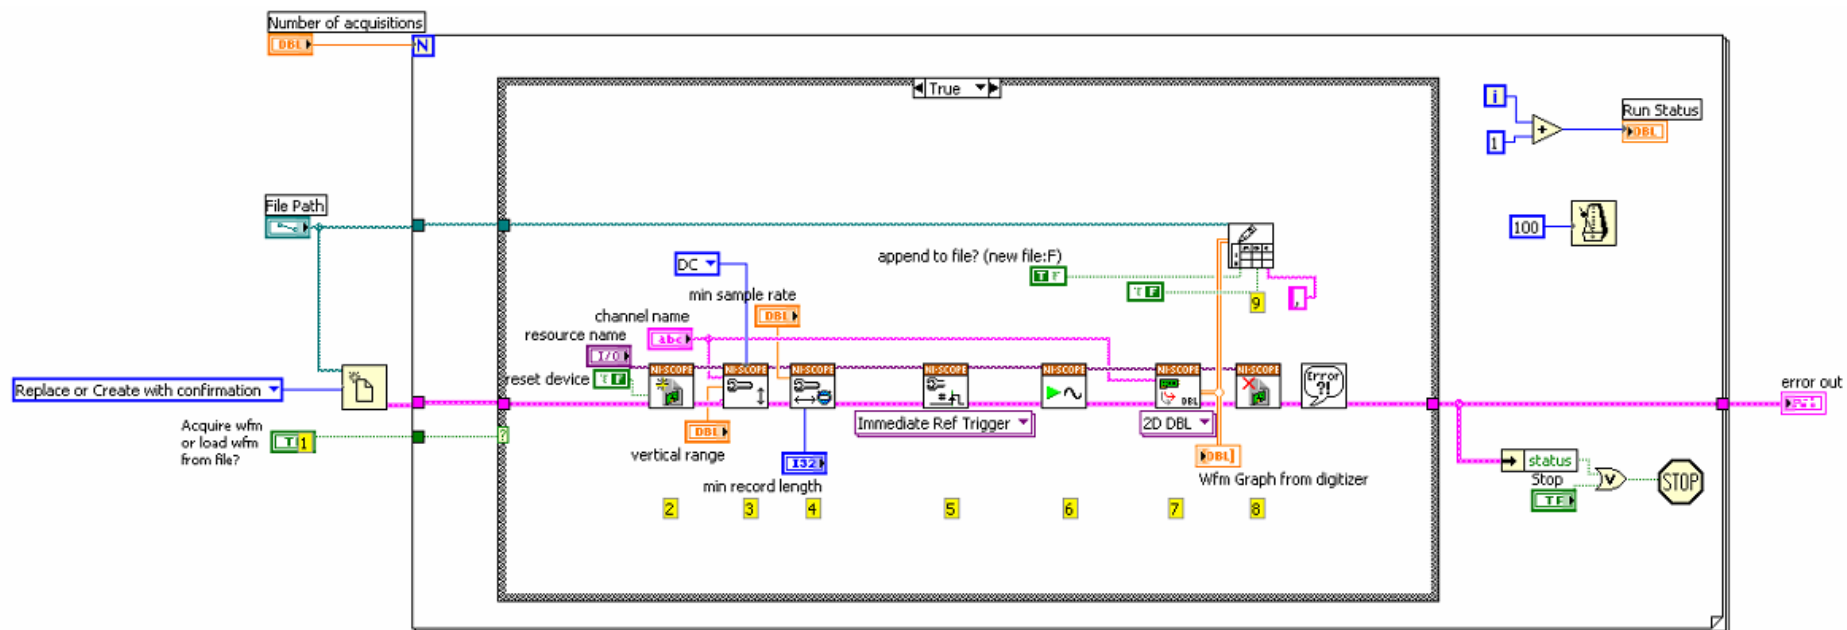 Number of acquisitions
DBL
N
True
i
1
Run Status
DBL
File Path
100
append to file? (new file:F)
T F
T F
9
,
DC
min sample rate
DBL
channel name
abc
resource name
I/O
reset device
T F
NI-SCOPE
NI-SCOPE
NI-SCOPE
NI-SCOPE
NI-SCOPE
NI-SCOPE
NI-SCOPE
DBL
Error
?!
Replace or Create with confirmation
error out
Acquire wfm
or load wfm
from file?
T
1
?
DBL
vertical range
I32
min record length
Immediate Ref Trigger
2D DBL
[DBL]
Wfm Graph from digitizer
status
Stop
TF
V
STOP
2
3
4
5
6
7
8